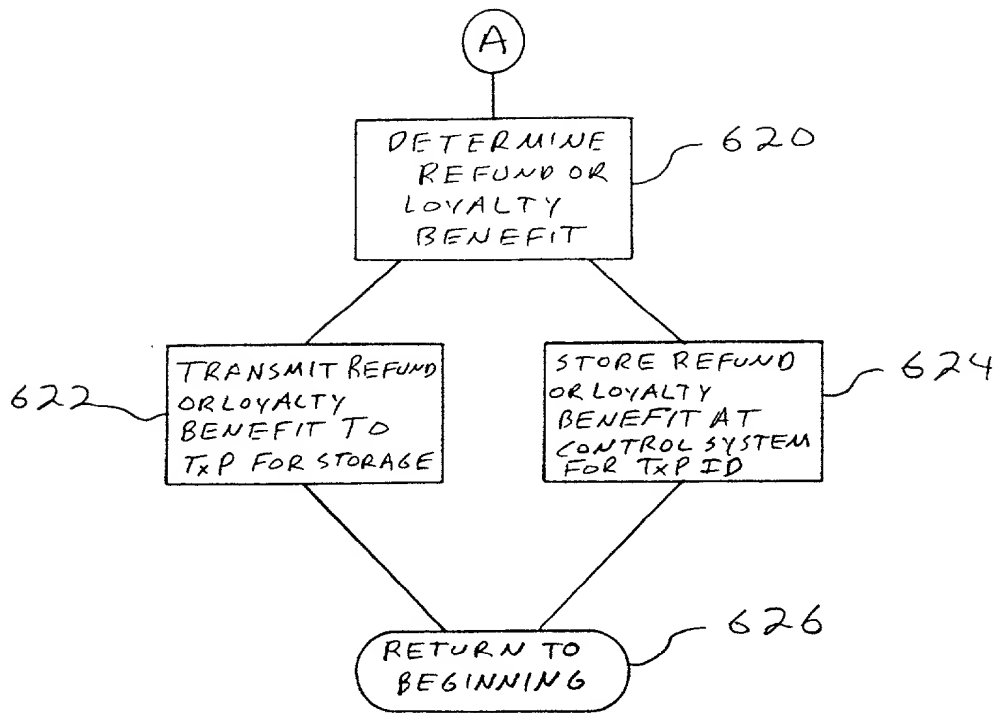 A
DETERMINE
REFUND OR
LOYALTY
BENEFIT
620
TRANSMIT REFUND
OR LOYALTY
BENEFIT TO
TxP FOR STORAGE
622
STORE REFUND
OR LOYALTY
BENEFIT AT
CONTROL SYSTEM
FOR TxP ID
624
RETURN TO
BEGINNING
626